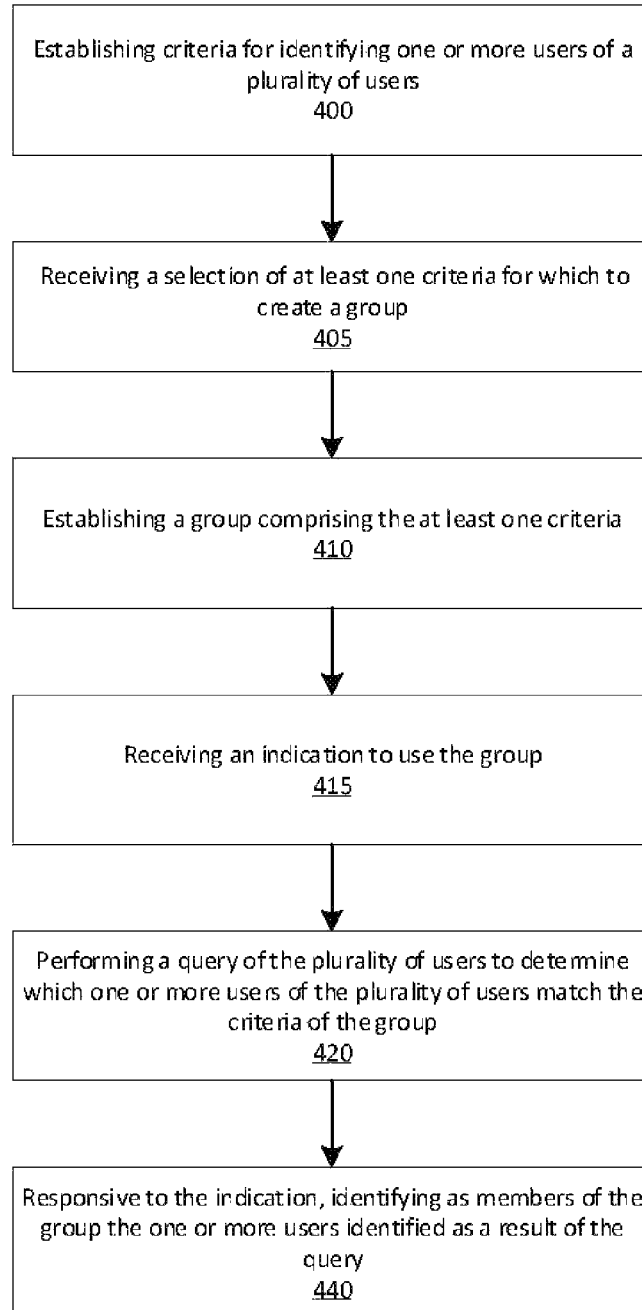 Establishing criteria for identifying one or more users of a
plurality of users
400
Receiving a selection of at least one criteria for which to
create a group
405
Establishing a group comprising the at least one criteria
410
Receiving an indication to use the group
415
Performing a query of the plurality of users to determine
which one or more users of the plurality of users match the
criteria of the group
420
Responsive to the indication, identifying as members of the
group the one or more users identified as a result of the
query
440